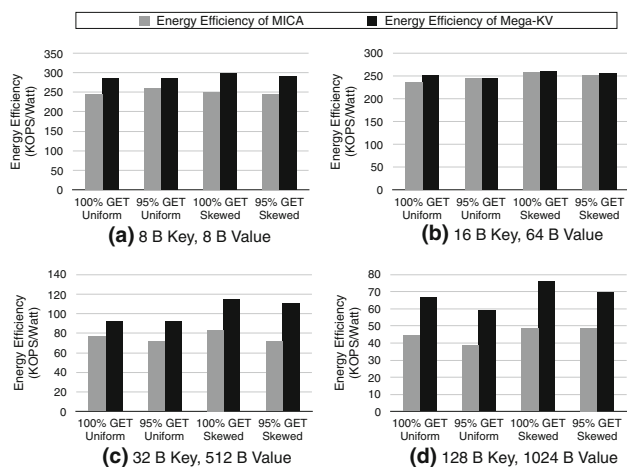 Energy Efficiency of MICA Energy Efficiency of Mega-KV
Energy Efficiency
(KOPS/Watt)
350
300
250
200
150
100
50
0
100% GET 95% GET 100% GET 95% GET
Uniform Uniform Skewed Skewed
(a) 8 B Key, 8 B Value
Energy Efficiency
(KOPS/Watt)
300
250
200
150
100
50
0
100% GET 95% GET 100% GET 95% GET
Uniform Uniform Skewed Skewed
(b) 16 B Key, 64 B Value
Energy Efficiency
(KOPS/Watt)
140
120
100
80
60
40
20
0
100% GET 95% GET 100% GET 95% GET
Uniform Uniform Skewed Skewed
(c) 32 B Key, 512 B Value
Energy Efficiency
(KOPS/Watt)
80
70
60
50
40
30
20
10
0
100% GET 95% GET 100% GET 95% GET
Uniform Uniform Skewed Skewed
(d) 128 B Key, 1024 B Value